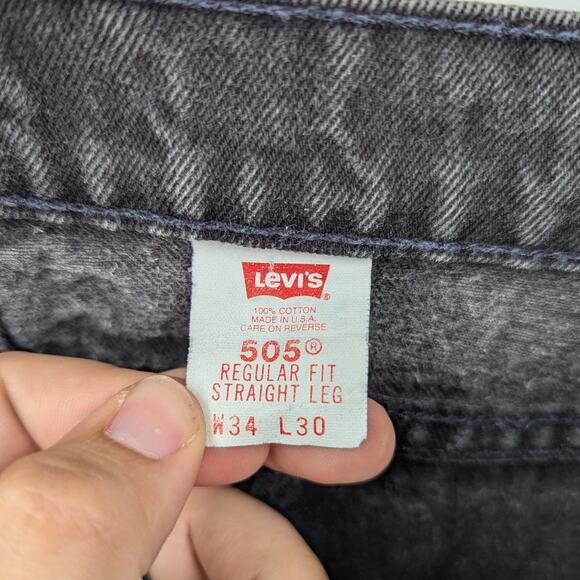 LEVI'S
®
100% COTTON
MADE IN U.S.A.
CARE ON REVERSE
505®
REGULAR FIT
STRAIGHT LEG
W34 L30